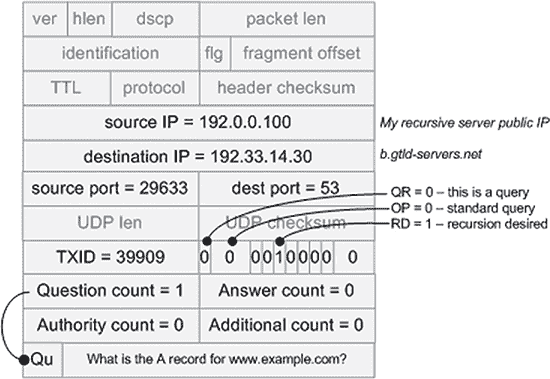 ver hlen dscp packet len
identification flg fragment offset
TTL protocol header checksum
source IP = 192.0.0.100 My recursive server public IP
destination IP = 192.33.14.30 b.gtld-servers.net
source port = 29633 dest port = 53 QR = 0 – this is a query
OP = 0 – standard query
UDP len UDP checksum RD = 1 – recursion desired
TXID = 39909 0 0 0 0 1 0 0 0 0 0
Question count = 1 Answer count = 0
Authority count = 0 Additional count = 0
Qu What is the A record for www.example.com?